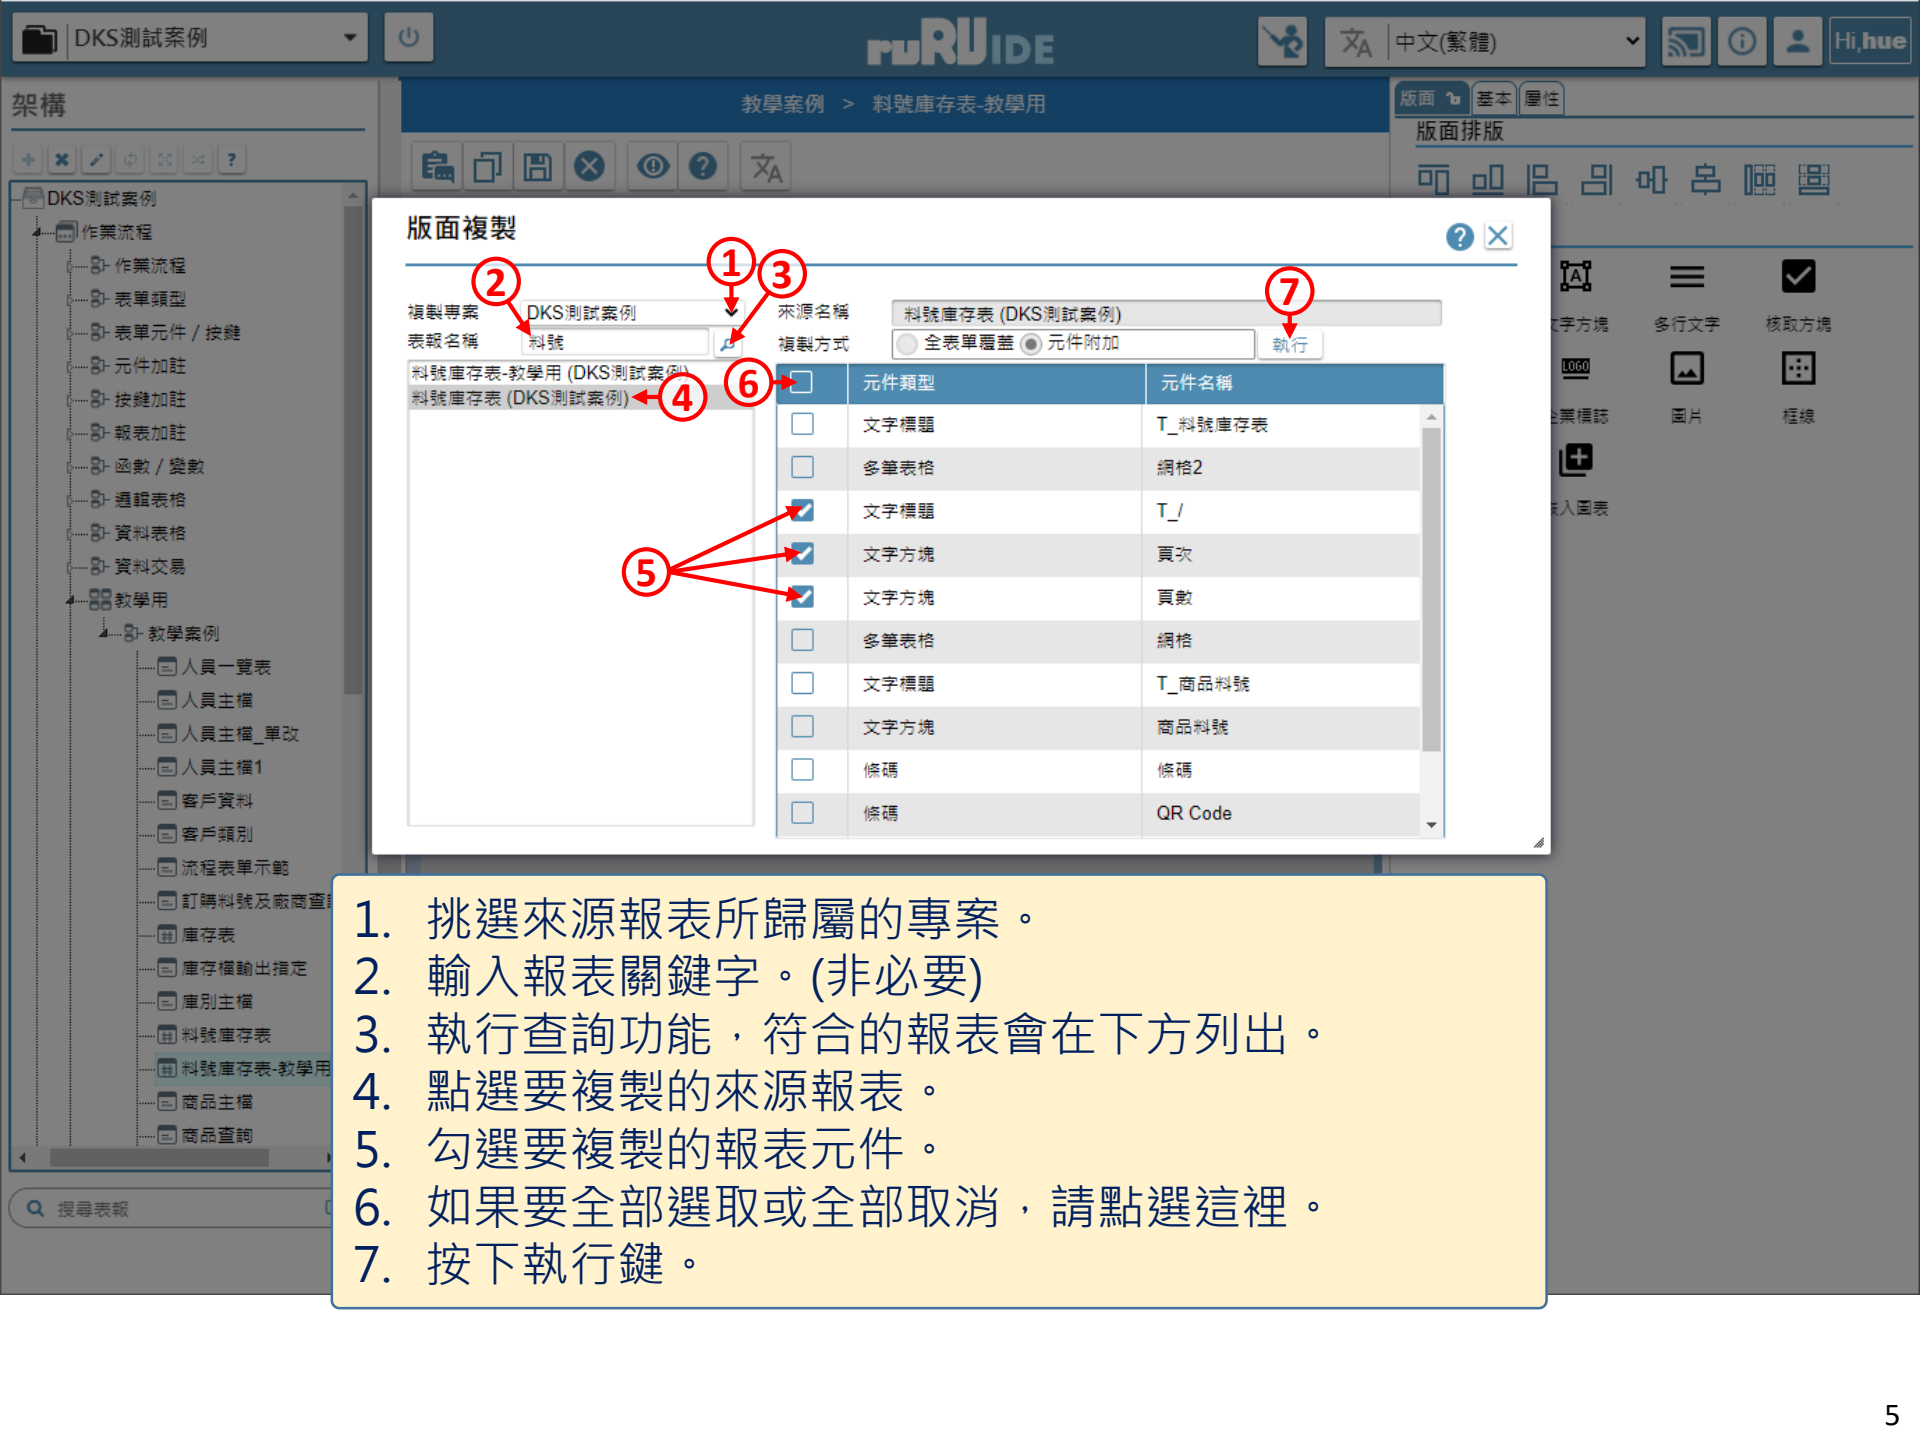 DKS測試案例
ruRUIDE
中文(繁體)
Hi,hue
架構
教學案例 > 料號庫存表-教學用
版面
基本
屬性
版面排版
DKS測試案例
作業流程
作業流程
表單類型
表單元件 / 按鍵
元件加註
按鍵加註
報表加註
函數 / 變數
邏輯表格
資料表格
資料交易
教學用
教學案例
人員一覽表
人員主檔
人員主檔_單改
人員主檔1
客戶資料
客戶類別
流程表單示範
訂購料號及廠商查
庫存表
庫存檔輸出指定
庫別主檔
料號庫存表
料號庫存表-教學用
商品主檔
商品查詢
搜尋表報
版面複製
1
2
3
7
複製專案
DKS測試案例
來源名稱
料號庫存表 (DKS測試案例)
表報名稱
料號
複製方式
全表單覆蓋
元件附加
執行
料號庫存表-教學用 (DKS測試案例)
料號庫存表 (DKS測試案例)
4
6
5
元件類型
元件名稱
文字標題
T_料號庫存表
多筆表格
網格2
文字標題
T_/
文字方塊
頁次
文字方塊
頁數
多筆表格
網格
文字標題
T_商品料號
文字方塊
商品料號
條碼
條碼
條碼
QR Code
字方塊
多行文字
核取方塊
LOGO
業標誌
圖片
框線
入圖表
1. 挑選來源報表所歸屬的專案。
2. 輸入報表關鍵字。(非必要)
3. 執行查詢功能，符合的報表會在下方列出。
4. 點選要複製的來源報表。
5. 勾選要複製的報表元件。
6. 如果要全部選取或全部取消，請點選這裡。
7. 按下執行鍵。
5